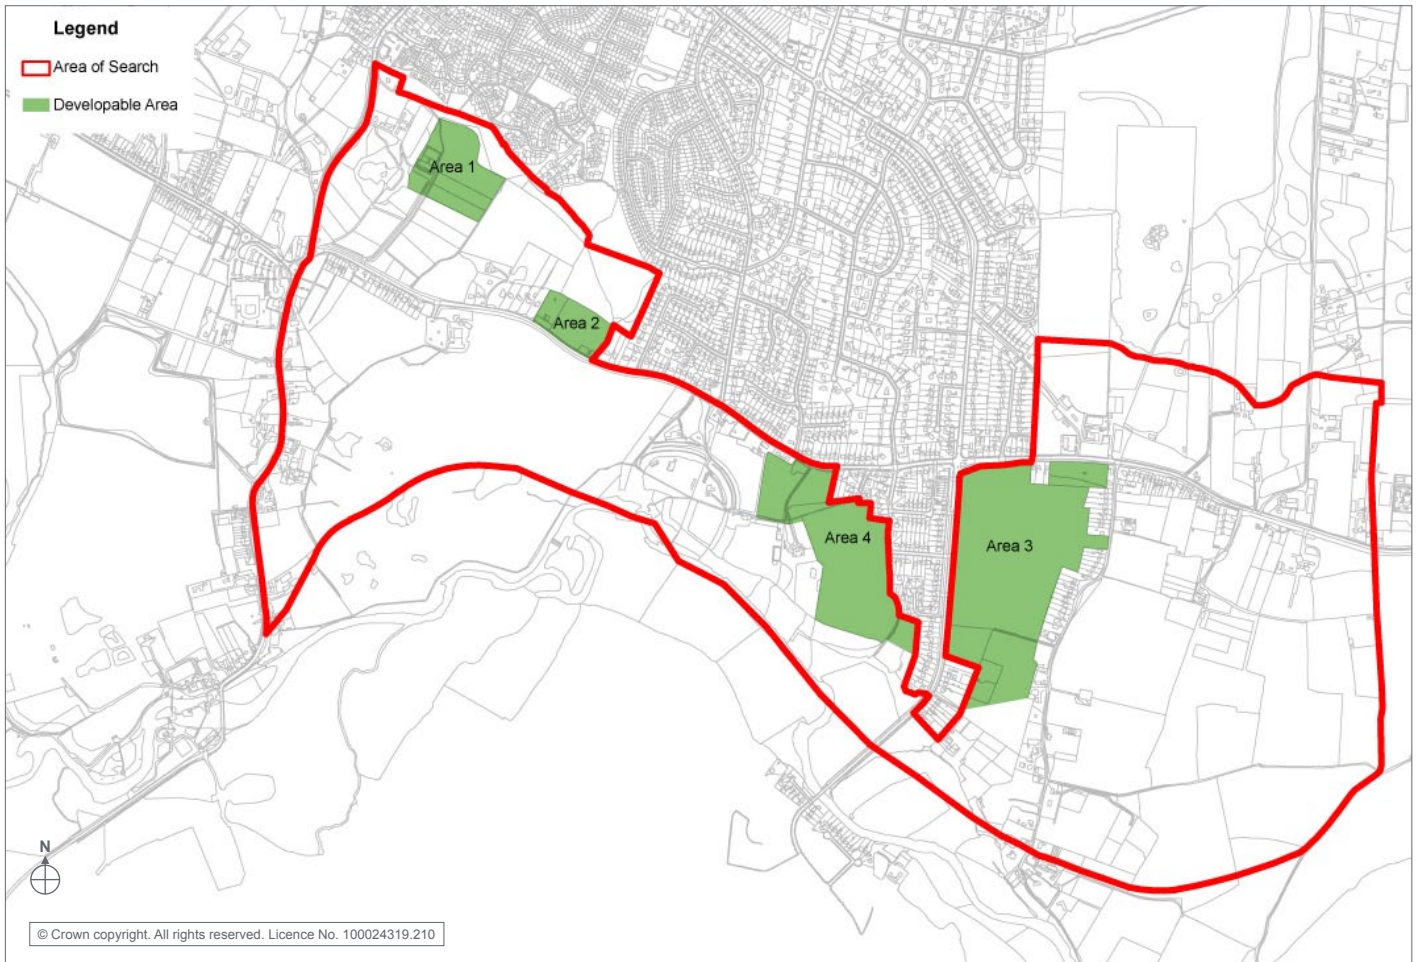 Legend
Area of Search
Developable Area
Area 1
Area 2
Area 4
Area 3
N
© Crown copyright. All rights reserved. Licence No. 100024319.210